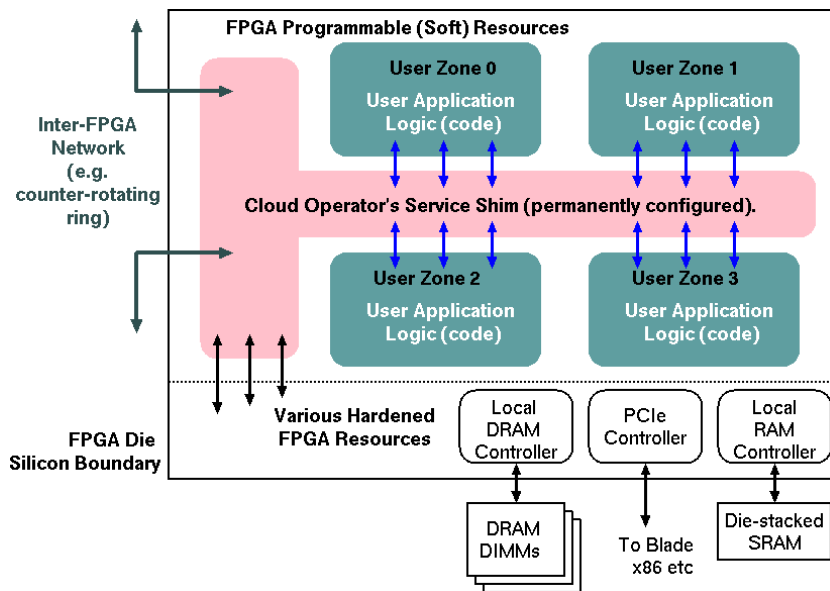 FPGA Programmable (Soft) Resources
User Zone 0
User Application
Logic (code)
User Zone 1
User Application
Logic (code)
Inter-FPGA
Network
(e.g.
counter-rotating
ring)
Cloud Operator's Service Shim (permanently configured).
User Zone 2
User Application
Logic (code)
User Zone 3
User Application
Logic (code)
Various Hardened
FPGA Resources
FPGA Die
Silicon Boundary
Local
DRAM
Controller
PCIe
Controller
Local
RAM
Controller
DRAM
DIMMs
To Blade
x86 etc
Die-stacked
SRAM